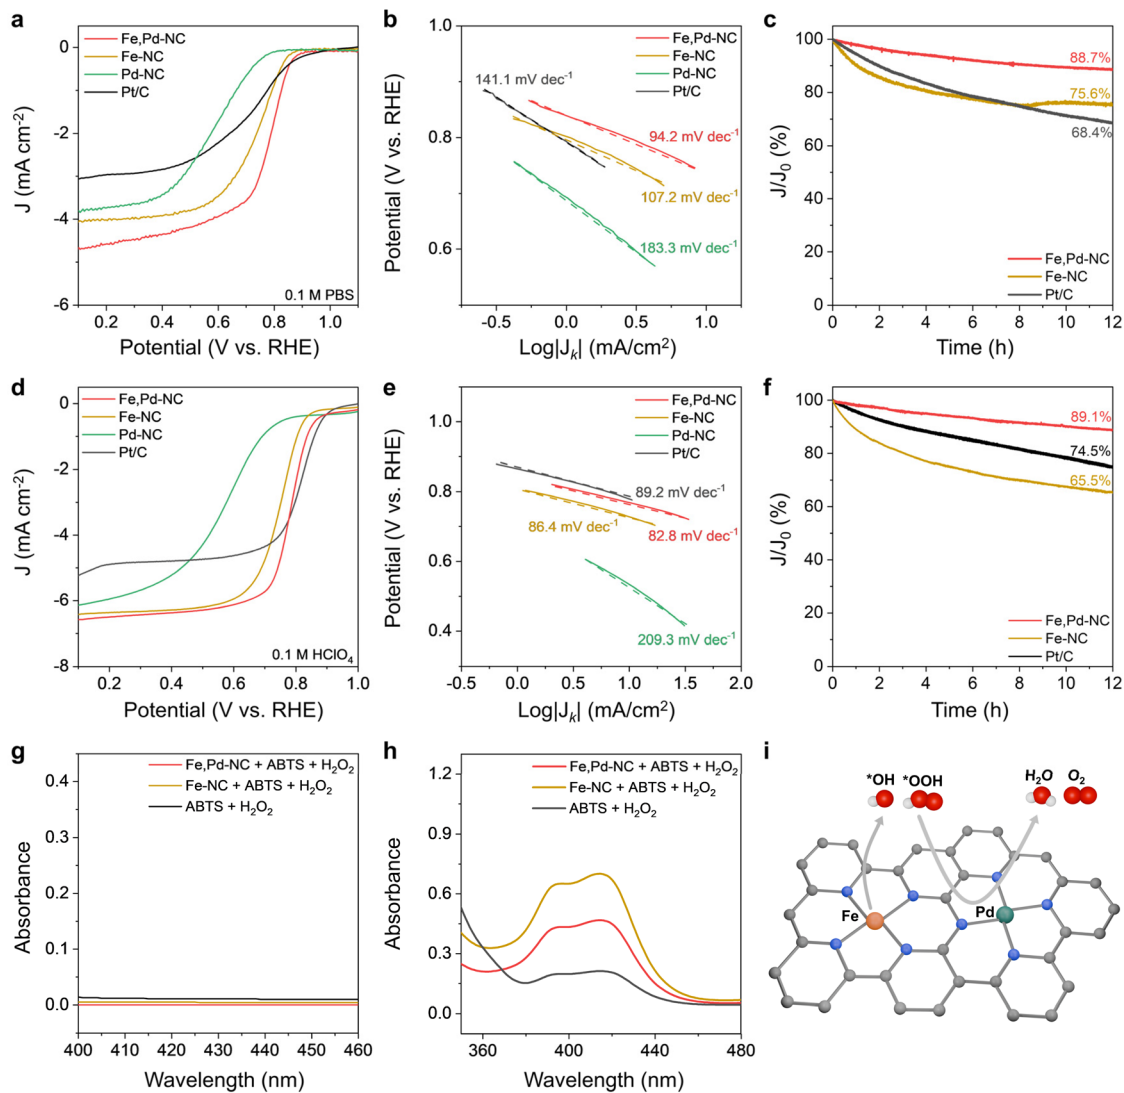 a
Fe,Pd-NC
Fe-NC
Pd-NC
Pt/C
0
-2
-4
-6
J (mA cm⁻²)
0.1 M PBS
0.2 0.4 0.6 0.8 1.0
Potential (V vs. RHE)
b
Fe,Pd-NC
Fe-NC
Pd-NC
Pt/C
1.0
0.8
0.6
Potential (V vs. RHE)
141.1 mV dec⁻¹
94.2 mV dec⁻¹
107.2 mV dec⁻¹
183.3 mV dec⁻¹
-0.5 0.0 0.5 1.0
Log|Jₖ| (mA/cm²)
c
100
80
60
40
20
0
J/J₀ (%)
88.7%
75.6%
68.4%
Fe,Pd-NC
Fe-NC
Pt/C
0 2 4 6 8 10 12
Time (h)
d
Fe,Pd-NC
Fe-NC
Pd-NC
Pt/C
0
-2
-4
-6
-8
J (mA cm⁻²)
0.1 M HClO₄
0.2 0.4 0.6 0.8 1.0
Potential (V vs. RHE)
e
Fe,Pd-NC
Fe-NC
Pd-NC
Pt/C
1.0
0.8
0.6
0.4
Potential (V vs. RHE)
89.2 mV dec⁻¹
86.4 mV dec⁻¹
82.8 mV dec⁻¹
209.3 mV dec⁻¹
-0.5 0.0 0.5 1.0 1.5 2.0
Log|Jₖ| (mA/cm²)
f
100
80
60
40
20
0
J/J₀ (%)
89.1%
74.5%
65.5%
Fe,Pd-NC
Fe-NC
Pt/C
0 2 4 6 8 10 12
Time (h)
g
Fe,Pd-NC + ABTS + H₂O₂
Fe-NC + ABTS + H₂O₂
ABTS + H₂O₂
0.4
0.3
0.2
0.1
0.0
Absorbance
400 410 420 430 440 450 460
Wavelength (nm)
h
Fe,Pd-NC + ABTS + H₂O₂
Fe-NC + ABTS + H₂O₂
ABTS + H₂O₂
1.2
0.9
0.6
0.3
0.0
Absorbance
360 400 440 480
Wavelength (nm)
i
*OH *OOH H₂O O₂
Fe Pd